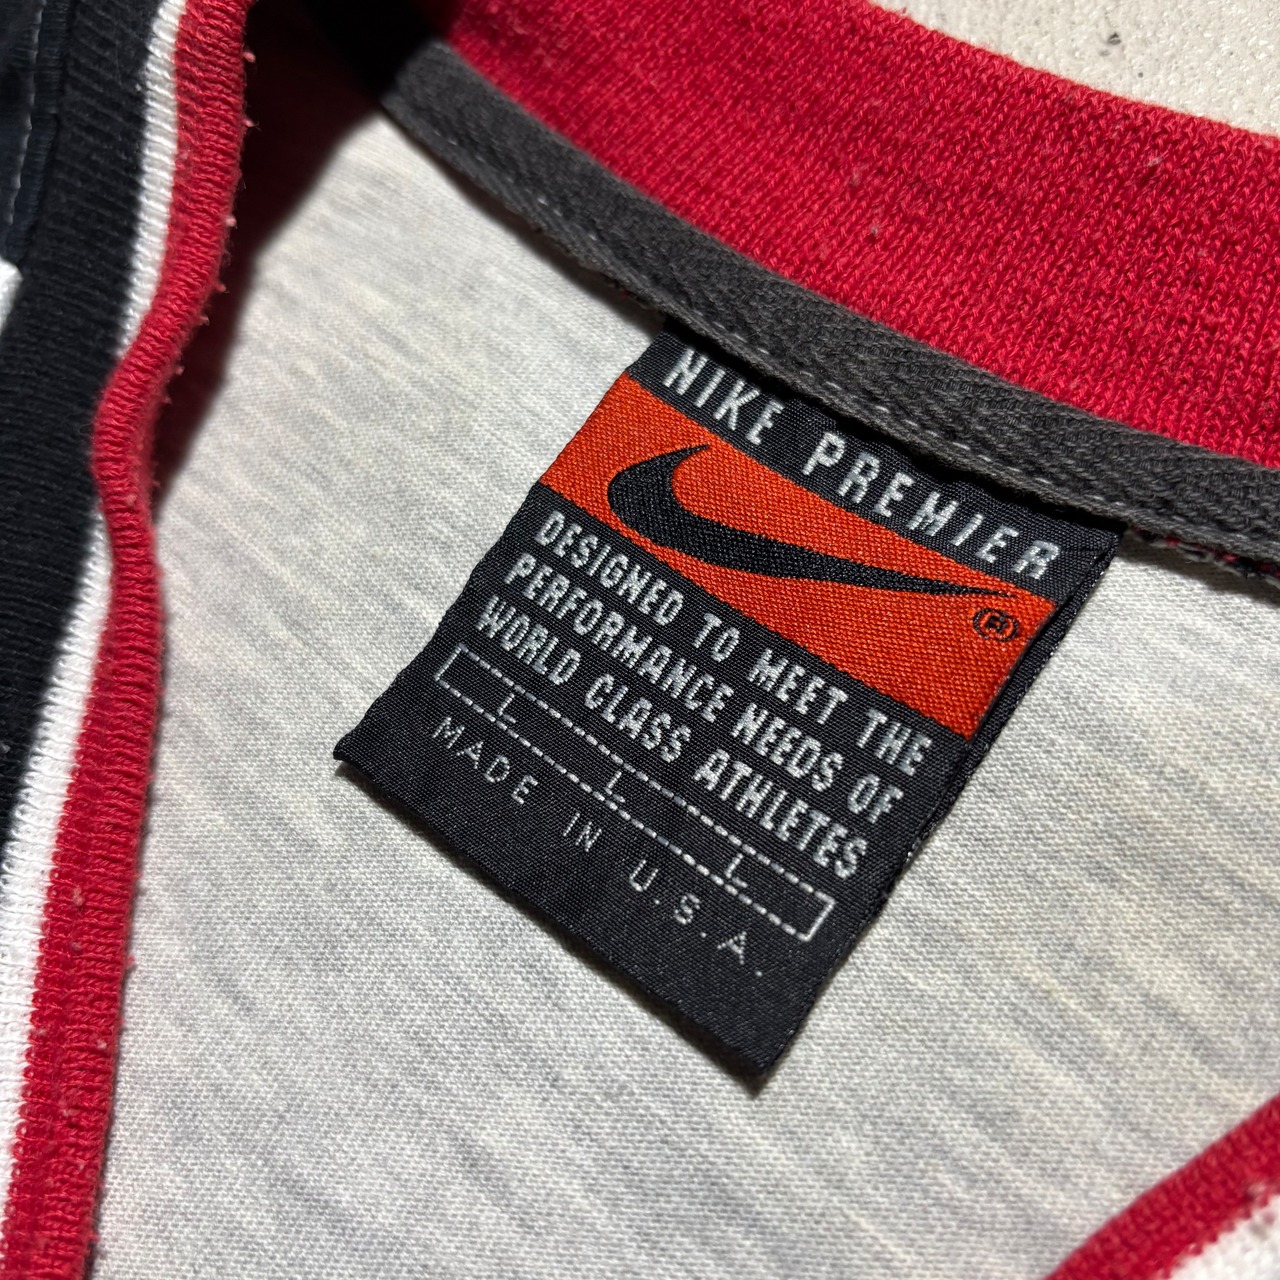 NIKE PREMIER
®
DESIGNED TO MEET THE
PERFORMANCE NEEDS OF
WORLD CLASS ATHLETES
L L L
MADE IN U.S.A.